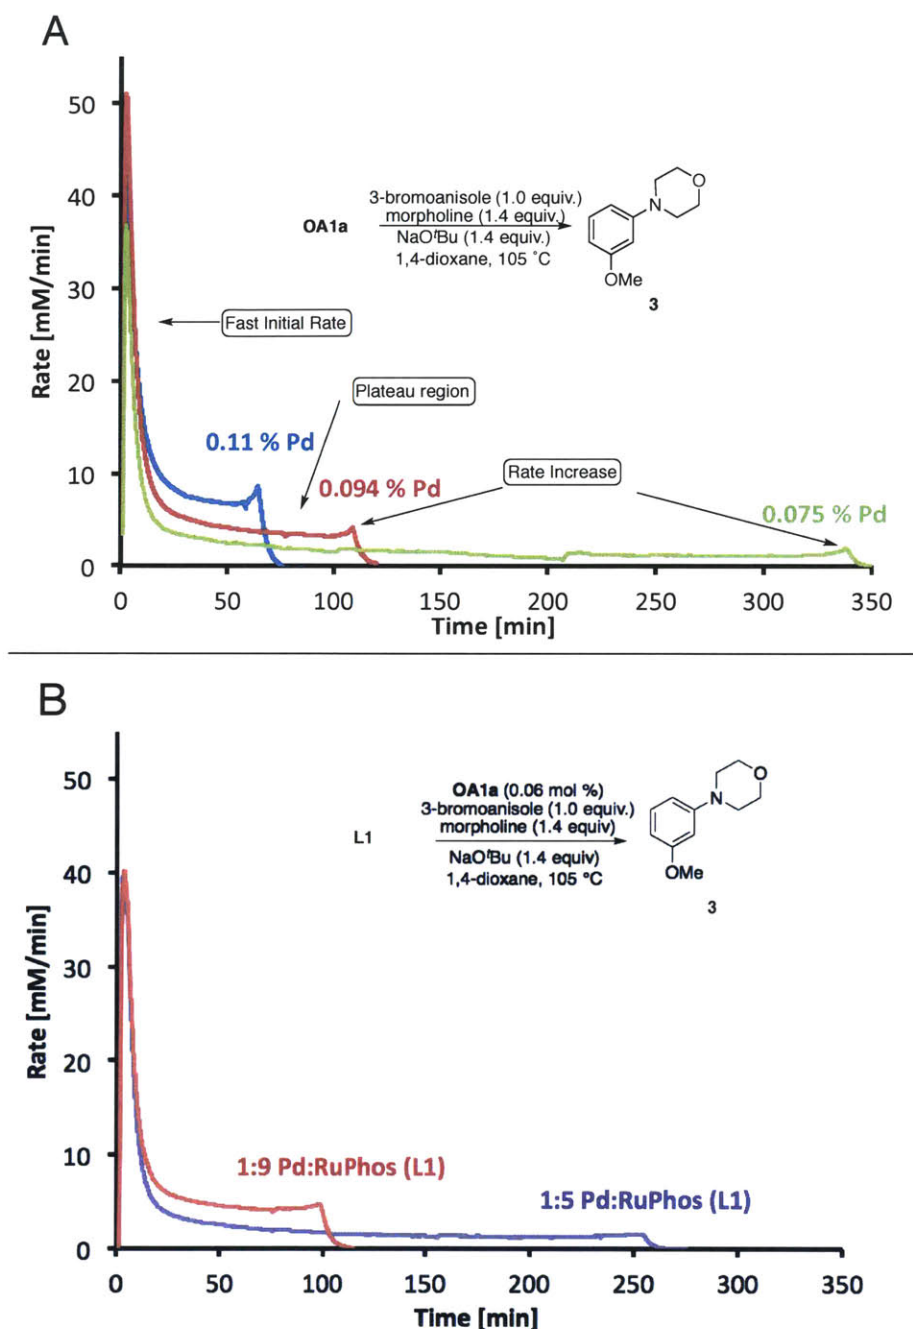 A
50
40
30
20
10
0
Rate [mM/min]
3-bromoanisole (1.0 equiv.)
morpholine (1.4 equiv.)
OA1a
NaOᵗBu (1.4 equiv.)
1,4-dioxane, 105 ˚C
O
N
OMe
3
Fast Initial Rate
Plateau region
0.11 % Pd
Rate Increase
0.094 % Pd
0.075 % Pd
0 50 100 150 200 250 300 350
Time [min]
B
50
40
30
20
10
0
Rate [mM/min]
OA1a (0.06 mol %)
3-bromoanisole (1.0 equiv.)
morpholine (1.4 equiv)
L1
NaOᵗBu (1.4 equiv)
1,4-dioxane, 105 °C
O
N
OMe
3
1:9 Pd:RuPhos (L1)
1:5 Pd:RuPhos (L1)
0 50 100 150 200 250 300 350
Time [min]